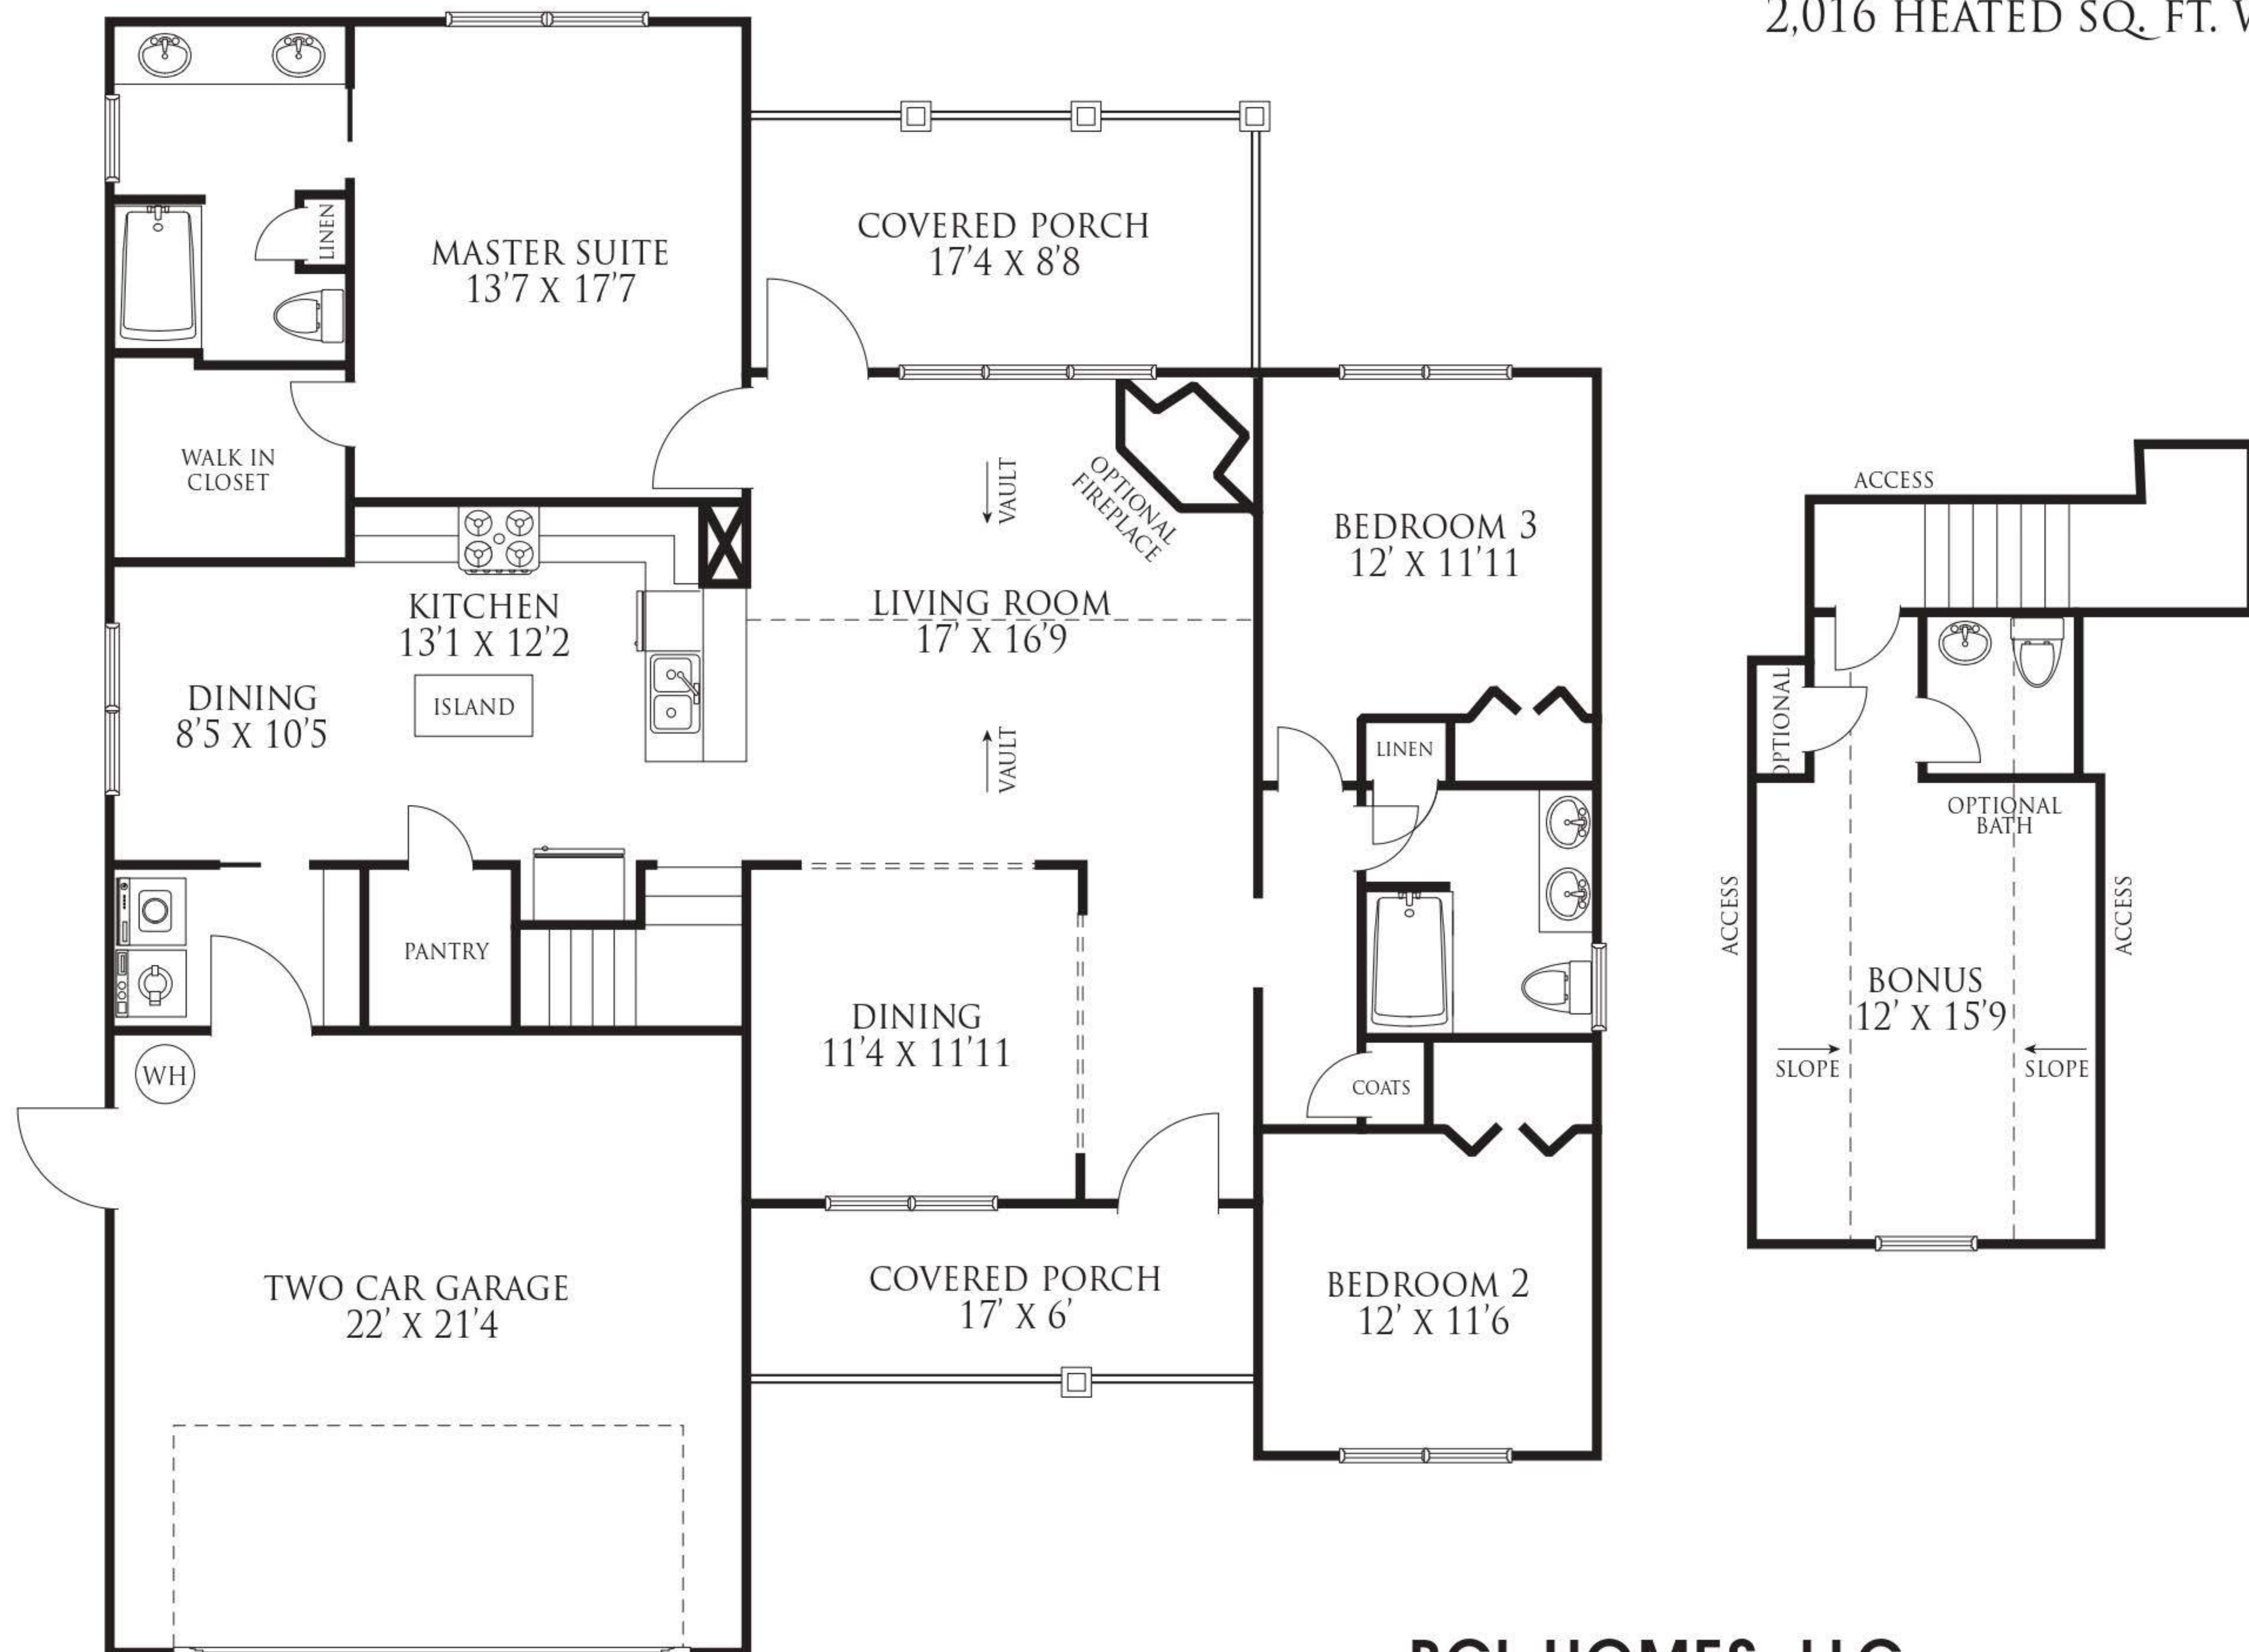 2,016 HEATED SQ. FT.
MASTER SUITE
13'7 X 17'7
LINEN
COVERED PORCH
17'4 X 8'8
WALK IN
CLOSET
VAULT
OPTIONAL
FIREPLACE
BEDROOM 3
12' X 11'11
KITCHEN
13'1 X 12'2
ISLAND
LIVING ROOM
17' X 16'9
DINING
8'5 X 10'5
VAULT
LINEN
PANTRY
DINING
11'4 X 11'11
COATS
WH
TWO CAR GARAGE
22' X 21'4
COVERED PORCH
17' X 6'
BEDROOM 2
12' X 11'6
ACCESS
OPTIONAL
OPTIONAL
BATH
ACCESS
ACCESS
BONUS
12' X 15'9
SLOPE
SLOPE
HOMES, LLC